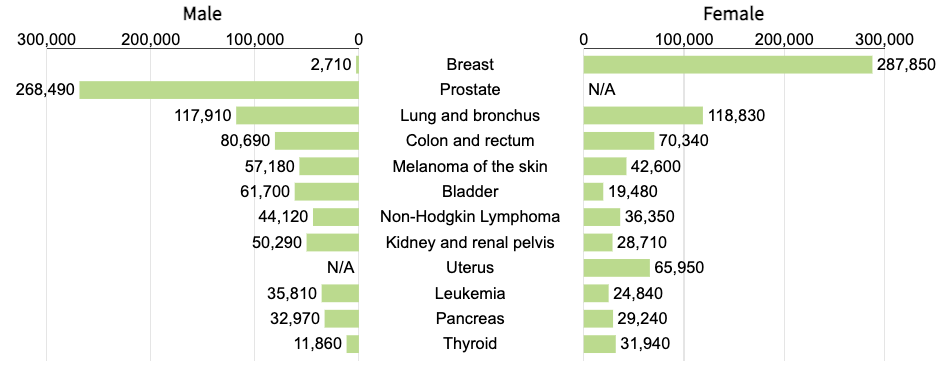 Male Female
300,000 200,000 100,000 0 0 100,000 200,000 300,000
2,710 Breast 287,850
268,490 Prostate N/A
117,910 Lung and bronchus 118,830
80,690 Colon and rectum 70,340
57,180 Melanoma of the skin 42,600
61,700 Bladder 19,480
44,120 Non-Hodgkin Lymphoma 36,350
50,290 Kidney and renal pelvis 28,710
N/A Uterus 65,950
35,810 Leukemia 24,840
32,970 Pancreas 29,240
11,860 Thyroid 31,940